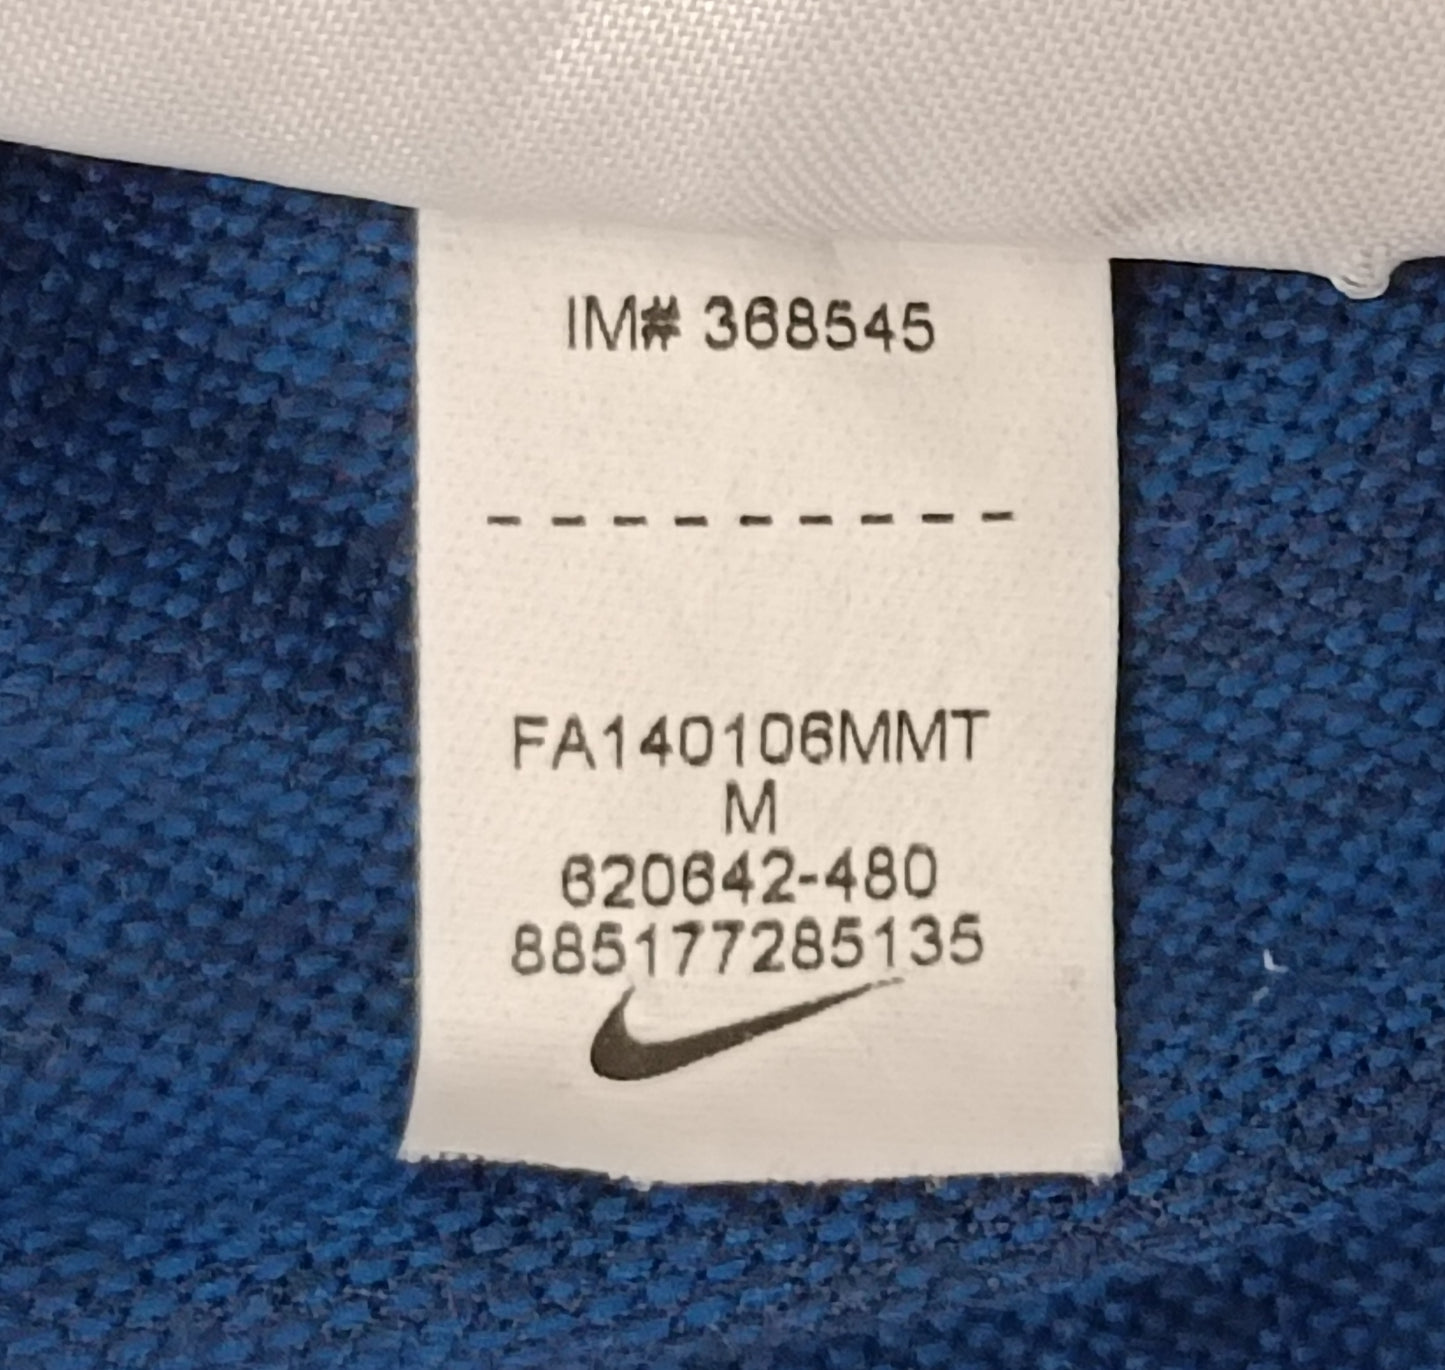 IM# 368545
- - - - - - - - -
FA140106MMT
M
620642-480
885177285135